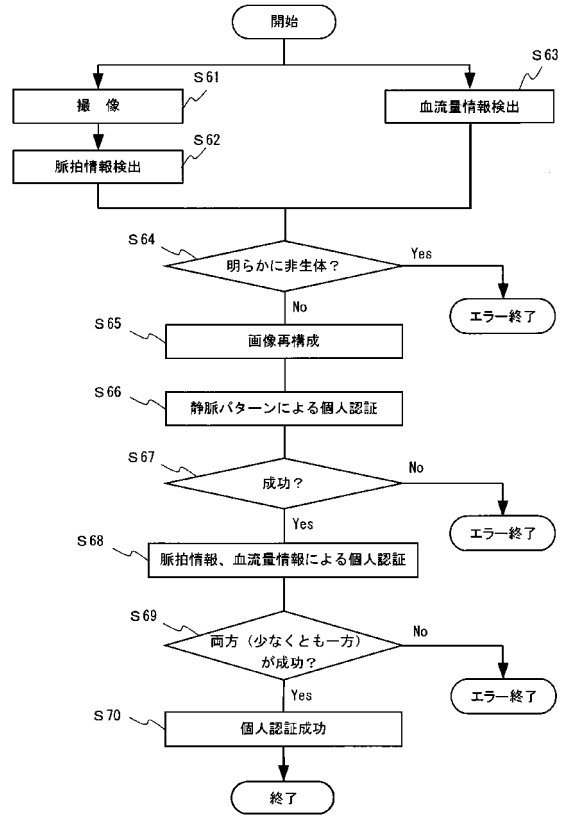 開始
S61
撮 像
S62
脈拍情報検出
S63
血流量情報検出
S64
明らかに非生体?
Yes
エラー終了
No
S65
画像再構成
S66
静脈パターンによる個人認証
S67
成功?
No
エラー終了
Yes
S68
脈拍情報、血流量情報による個人認証
S69
両方(少なくとも一方)
が成功?
No
エラー終了
Yes
S70
個人認証成功
終了